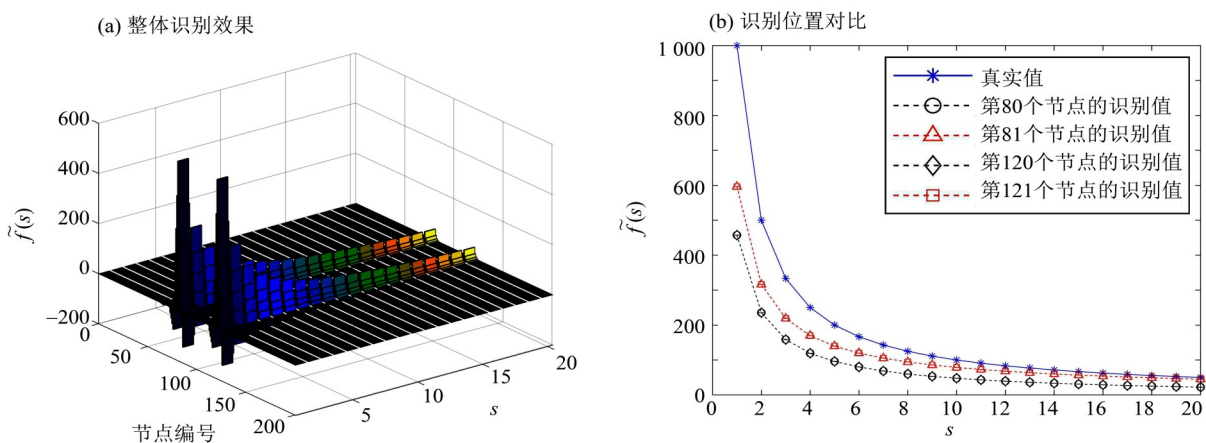 (a) 整体识别效果
600
400
200
0
−200
f̃(s)
0
50
100
150
200
节点编号
5
10
15
20
s
(b) 识别位置对比
1 000
800
600
400
200
0
f̃(s)
2
4
6
8
10
12
14
16
18
20
s
真实值
第80个节点的识别值
第81个节点的识别值
第120个节点的识别值
第121个节点的识别值